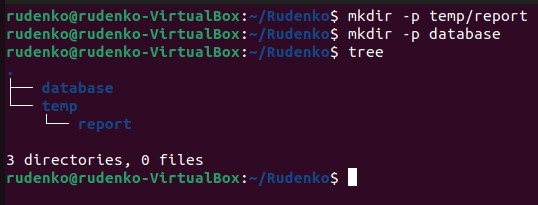 rudenko@rudenko-VirtualBox:~/Rudenko$ mkdir -p temp/report
rudenko@rudenko-VirtualBox:~/Rudenko$ mkdir -p database
rudenko@rudenko-VirtualBox:~/Rudenko$ tree
.
├── database
└── temp
    └── report

3 directories, 0 files
rudenko@rudenko-VirtualBox:~/Rudenko$